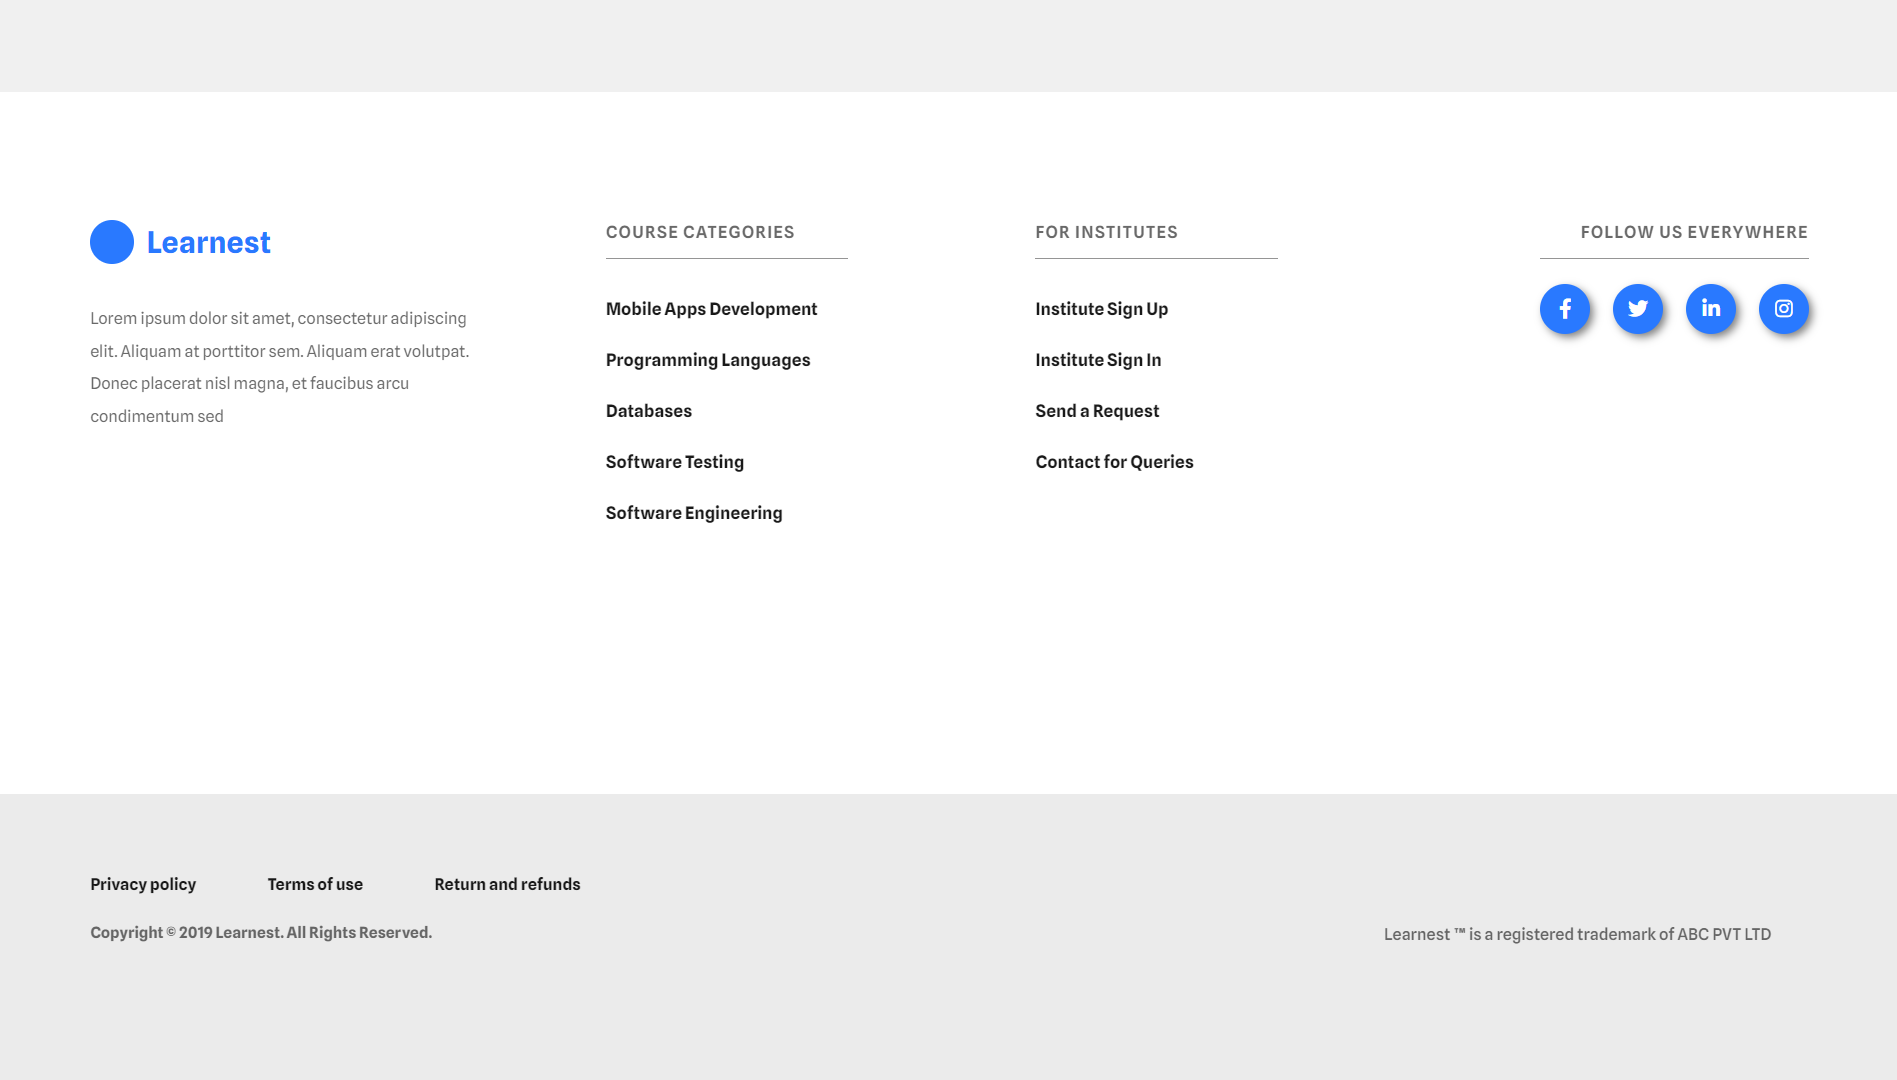 Learnest
Lorem ipsum dolor sit amet, consectetur adipiscing
elit. Aliquam at porttitor sem. Aliquam erat volutpat.
Donec placerat nisl magna, et faucibus arcu
condimentum sed
COURSE CATEGORIES
Mobile Apps Development
Programming Languages
Databases
Software Testing
Software Engineering
FOR INSTITUTES
Institute Sign Up
Institute Sign In
Send a Request
Contact for Queries
FOLLOW US EVERYWHERE
Privacy policy
Terms of use
Return and refunds
Copyright © 2019 Learnest. All Rights Reserved.
Learnest ™ is a registered trademark of ABC PVT LTD